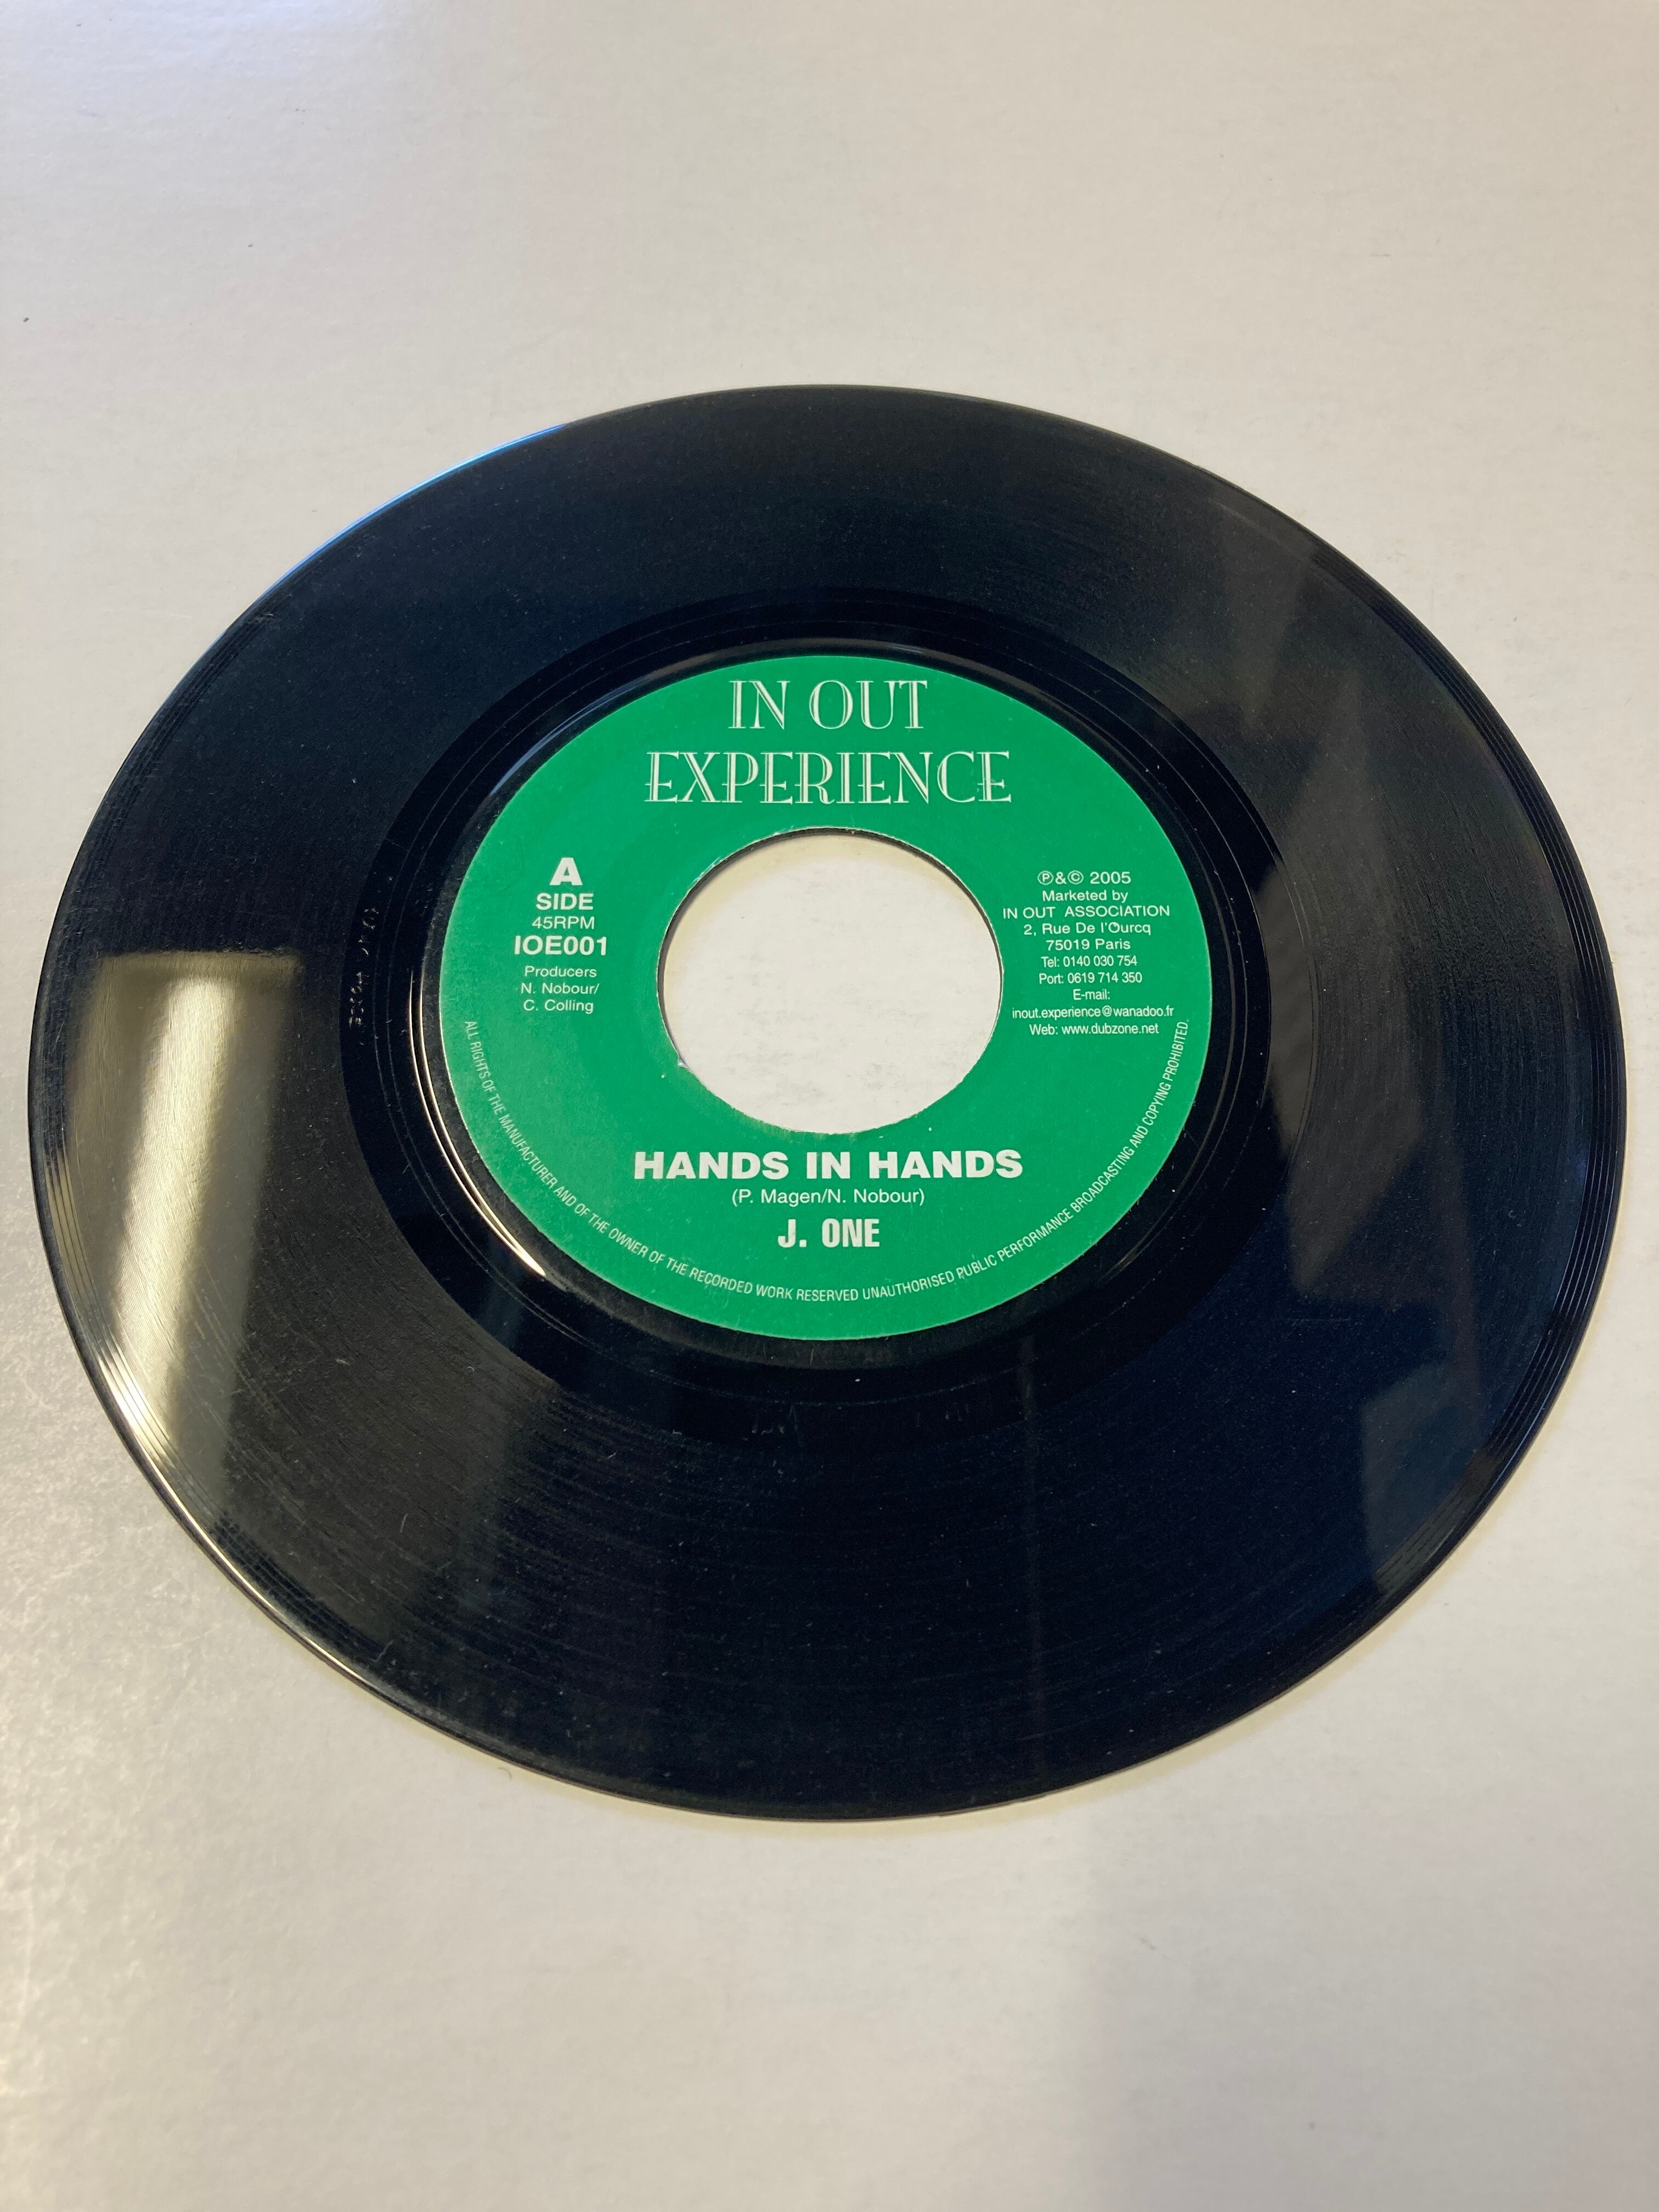 IN OUT
EXPERIENCE
A
SIDE
45RPM
IOE001
Producers
N. Nobour/
C. Colling
℗&© 2005
Marketed by
IN OUT ASSOCIATION
2, Rue De l'Ourcq
75019 Paris
Tel: 0140 030 754
Port: 0619 714 350
E-mail:
inout.experience@wanadoo.fr
Web: www.dubzone.net
HANDS IN HANDS
(P. Magen/N. Nobour)
J. ONE
ALL RIGHTS OF THE MANUFACTURER AND OF THE OWNER OF THE RECORDED WORK RESERVED UNAUTHORISED PUBLIC PERFORMANCE BROADCASTING AND COPYING PROHIBITED.